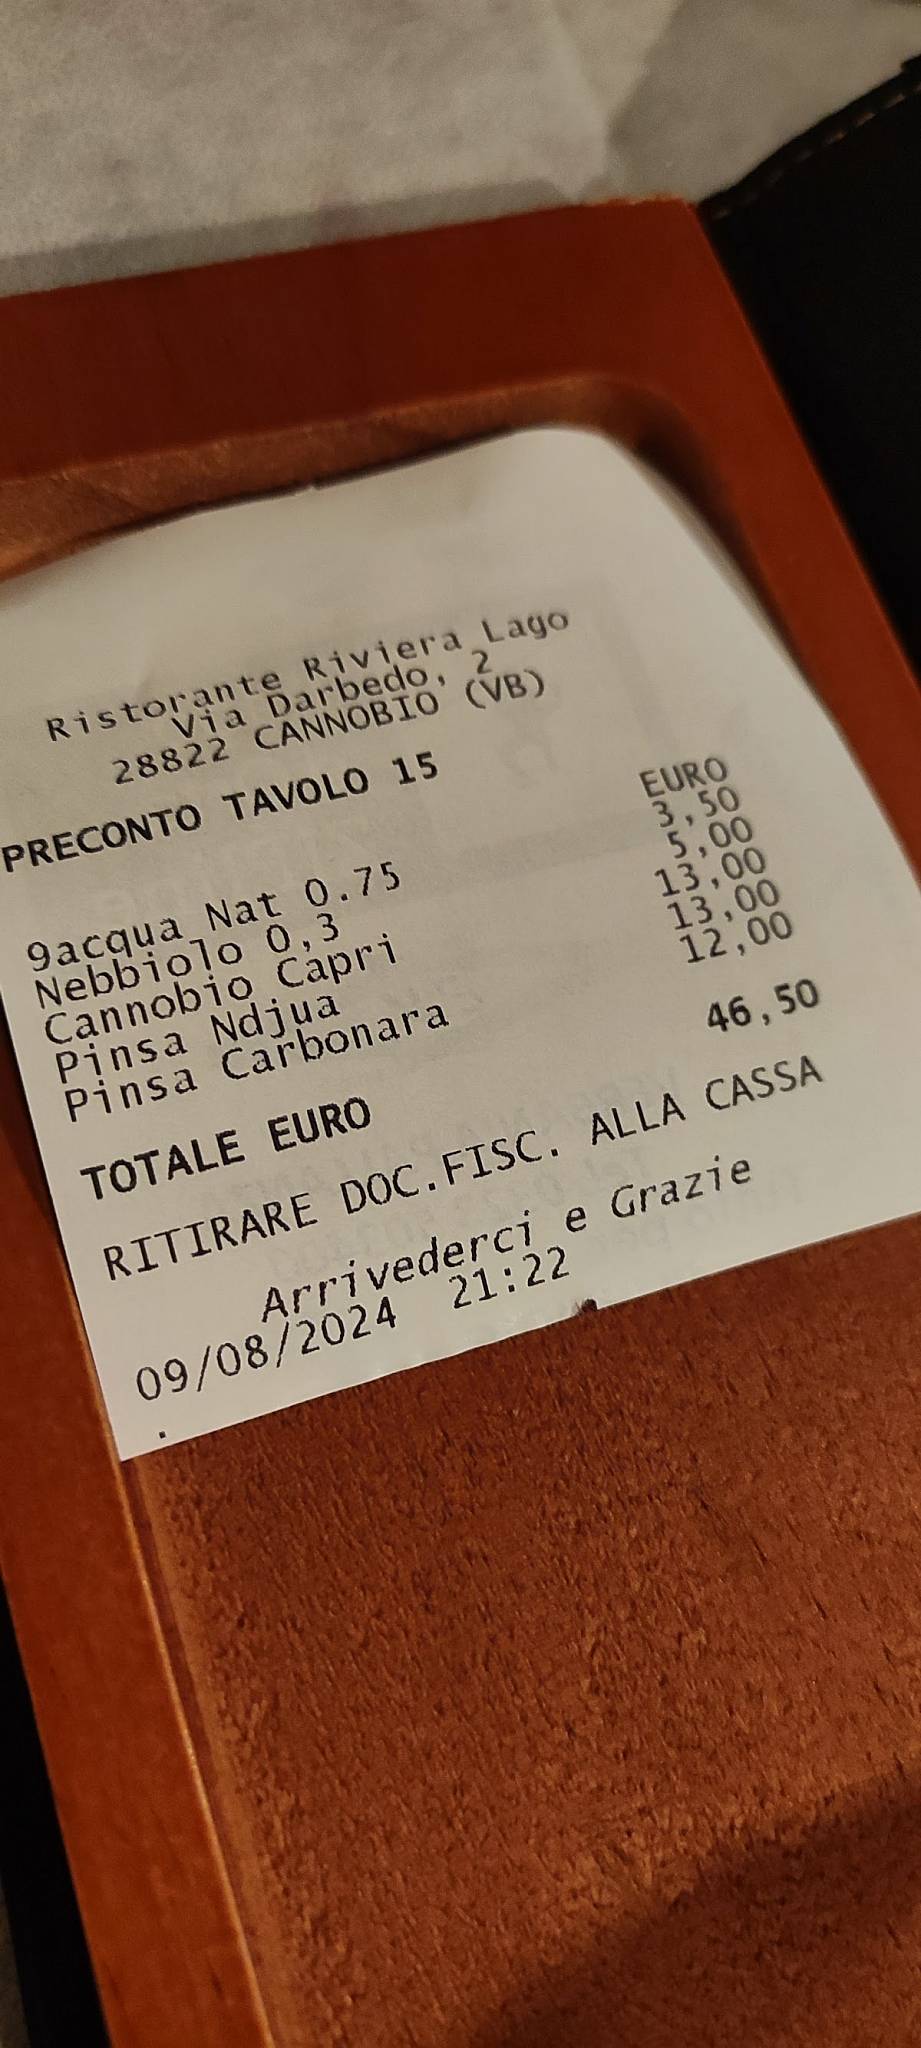 Ristorante Riviera Lago
Via Darbedo, 2
28822 CANNOBIO (VB)
PRECONTO TAVOLO 15
EURO
9acqua Nat 0.75 3,50
Nebbiolo 0,3 5,00
Cannobio Capri 13,00
Pinsa Ndjua 13,00
Pinsa Carbonara 12,00
TOTALE EURO 46,50
RITIRARE DOC.FISC. ALLA CASSA
Arrivederci e Grazie
09/08/2024 21:22
.